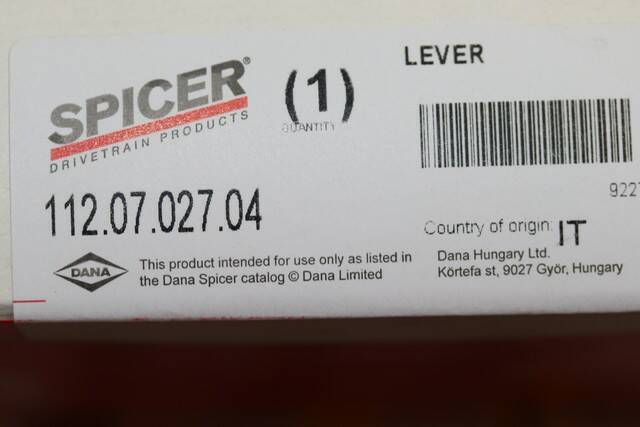 SPICER®
DRIVETRAIN PRODUCTS
(1)
QUANTITY
LEVER
112.07.027.04
9227
Country of origin: IT
DANA
This product intended for use only as listed in
the Dana Spicer catalog © Dana Limited
Dana Hungary Ltd.
Körtefa st, 9027 Győr, Hungary